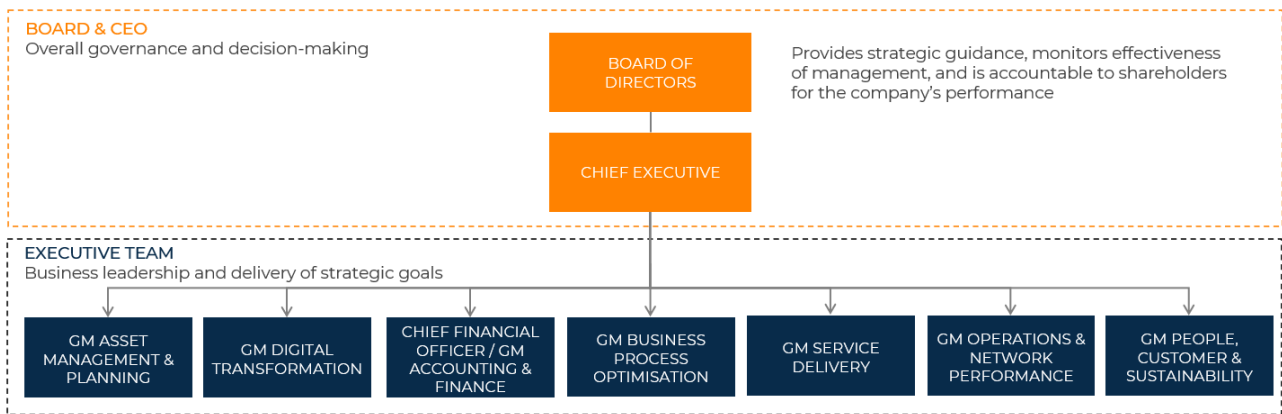 BOARD & CEO
Overall governance and decision-making
BOARD OF
DIRECTORS
Provides strategic guidance, monitors effectiveness
of management, and is accountable to shareholders
for the company's performance
CHIEF EXECUTIVE
EXECUTIVE TEAM
Business leadership and delivery of strategic goals
GM ASSET
MANAGEMENT &
PLANNING
GM DIGITAL
TRANSFORMATION
CHIEF FINANCIAL
OFFICER / GM
ACCOUNTING &
FINANCE
GM BUSINESS
PROCESS
OPTIMISATION
GM SERVICE
DELIVERY
GM OPERATIONS &
NETWORK
PERFORMANCE
GM PEOPLE,
CUSTOMER &
SUSTAINABILITY